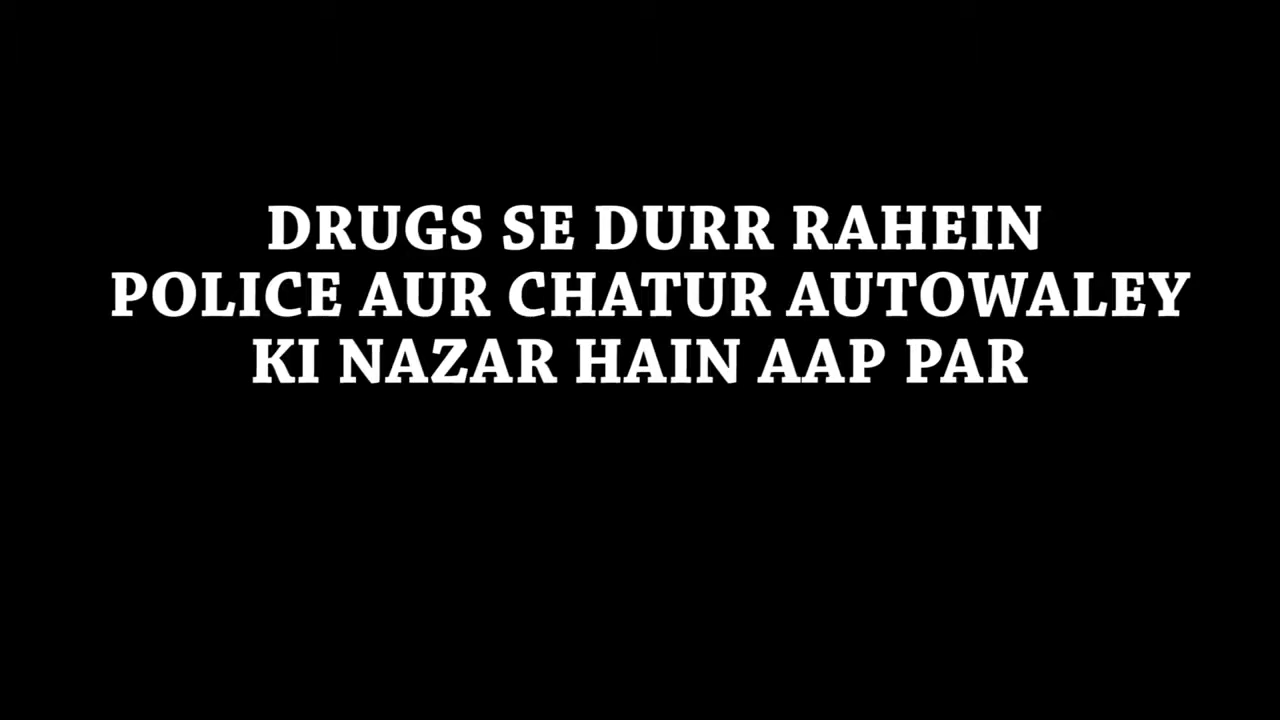 DRUGS SE DURR RAHEIN
POLICE AUR CHATUR AUTOWALEY
KI NAZAR HAIN AAP PAR